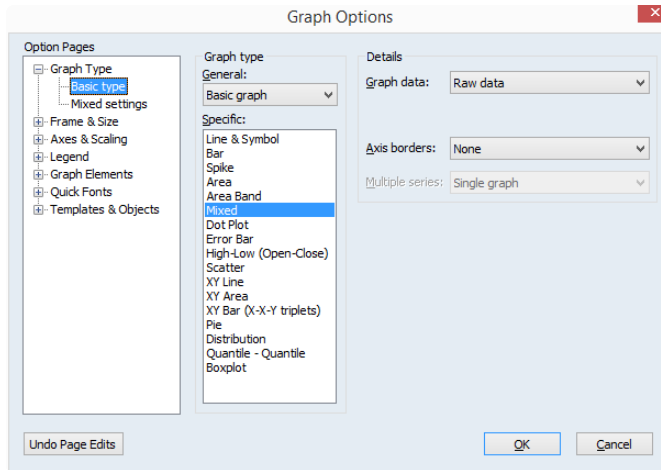 Graph Options
Option Pages
Graph Type
Basic type
Mixed settings
Frame & Size
Axes & Scaling
Legend
Graph Elements
Quick Fonts
Templates & Objects
Graph type
General:
Basic graph
Specific:
Line & Symbol
Bar
Spike
Area
Area Band
Mixed
Dot Plot
Error Bar
High-Low (Open-Close)
Scatter
XY Line
XY Area
XY Bar (X-X-Y triplets)
Pie
Distribution
Quantile - Quantile
Boxplot
Details
Graph data: Raw data
Axis borders: None
Multiple series: Single graph
Undo Page Edits
OK
Cancel